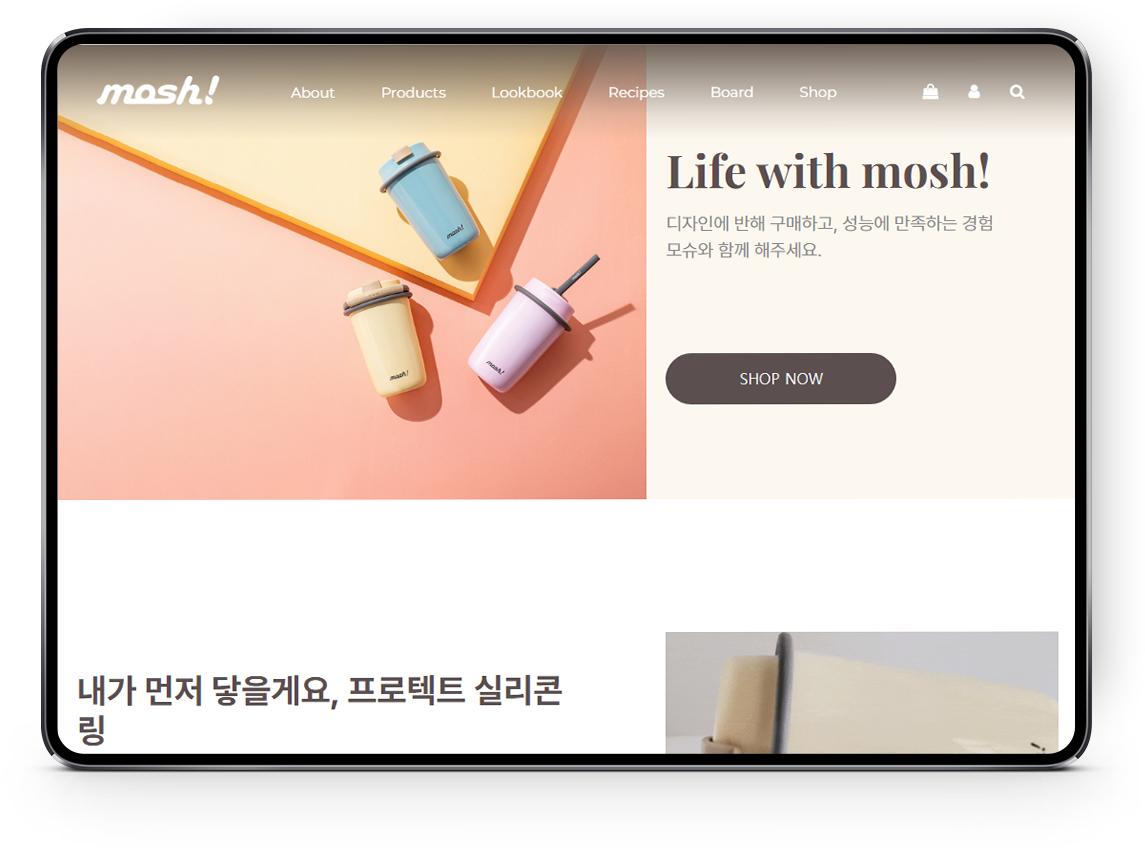 mosh!
About Products Lookbook Recipes Board Shop
Life with mosh!
디자인에 반해 구매하고, 성능에 만족하는 경험
모슈와 함께 해주세요.
SHOP NOW
mosh!
mosh!
mosh!
내가 먼저 닿을게요, 프로텍트 실리콘
링